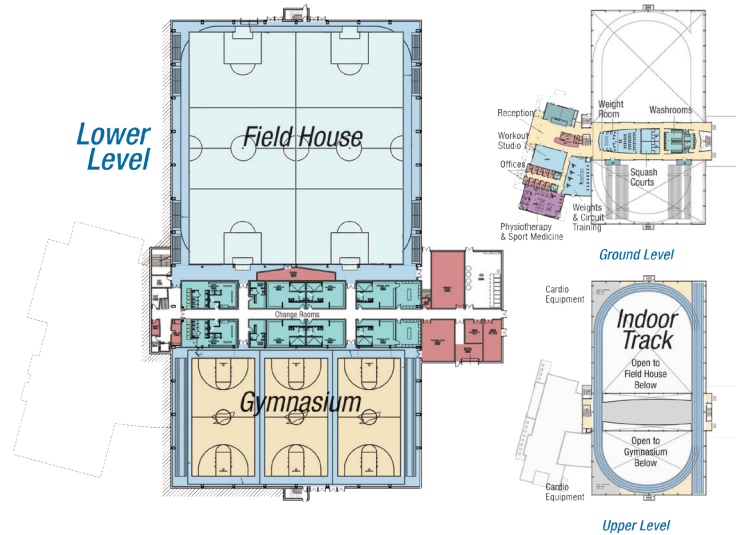 Lower
Level
Field House
Change Rooms
Gymnasium
Reception
Workout
Studio
Offices
Physiotherapy
& Sport Medicine
Weight
Room
Washrooms
Squash
Courts
Weights
& Circuit
Training
Ground Level
Cardio
Equipment
Indoor
Track
Open to
Field House
Below
Open to
Gymnasium
Below
Cardio
Equipment
Upper Level